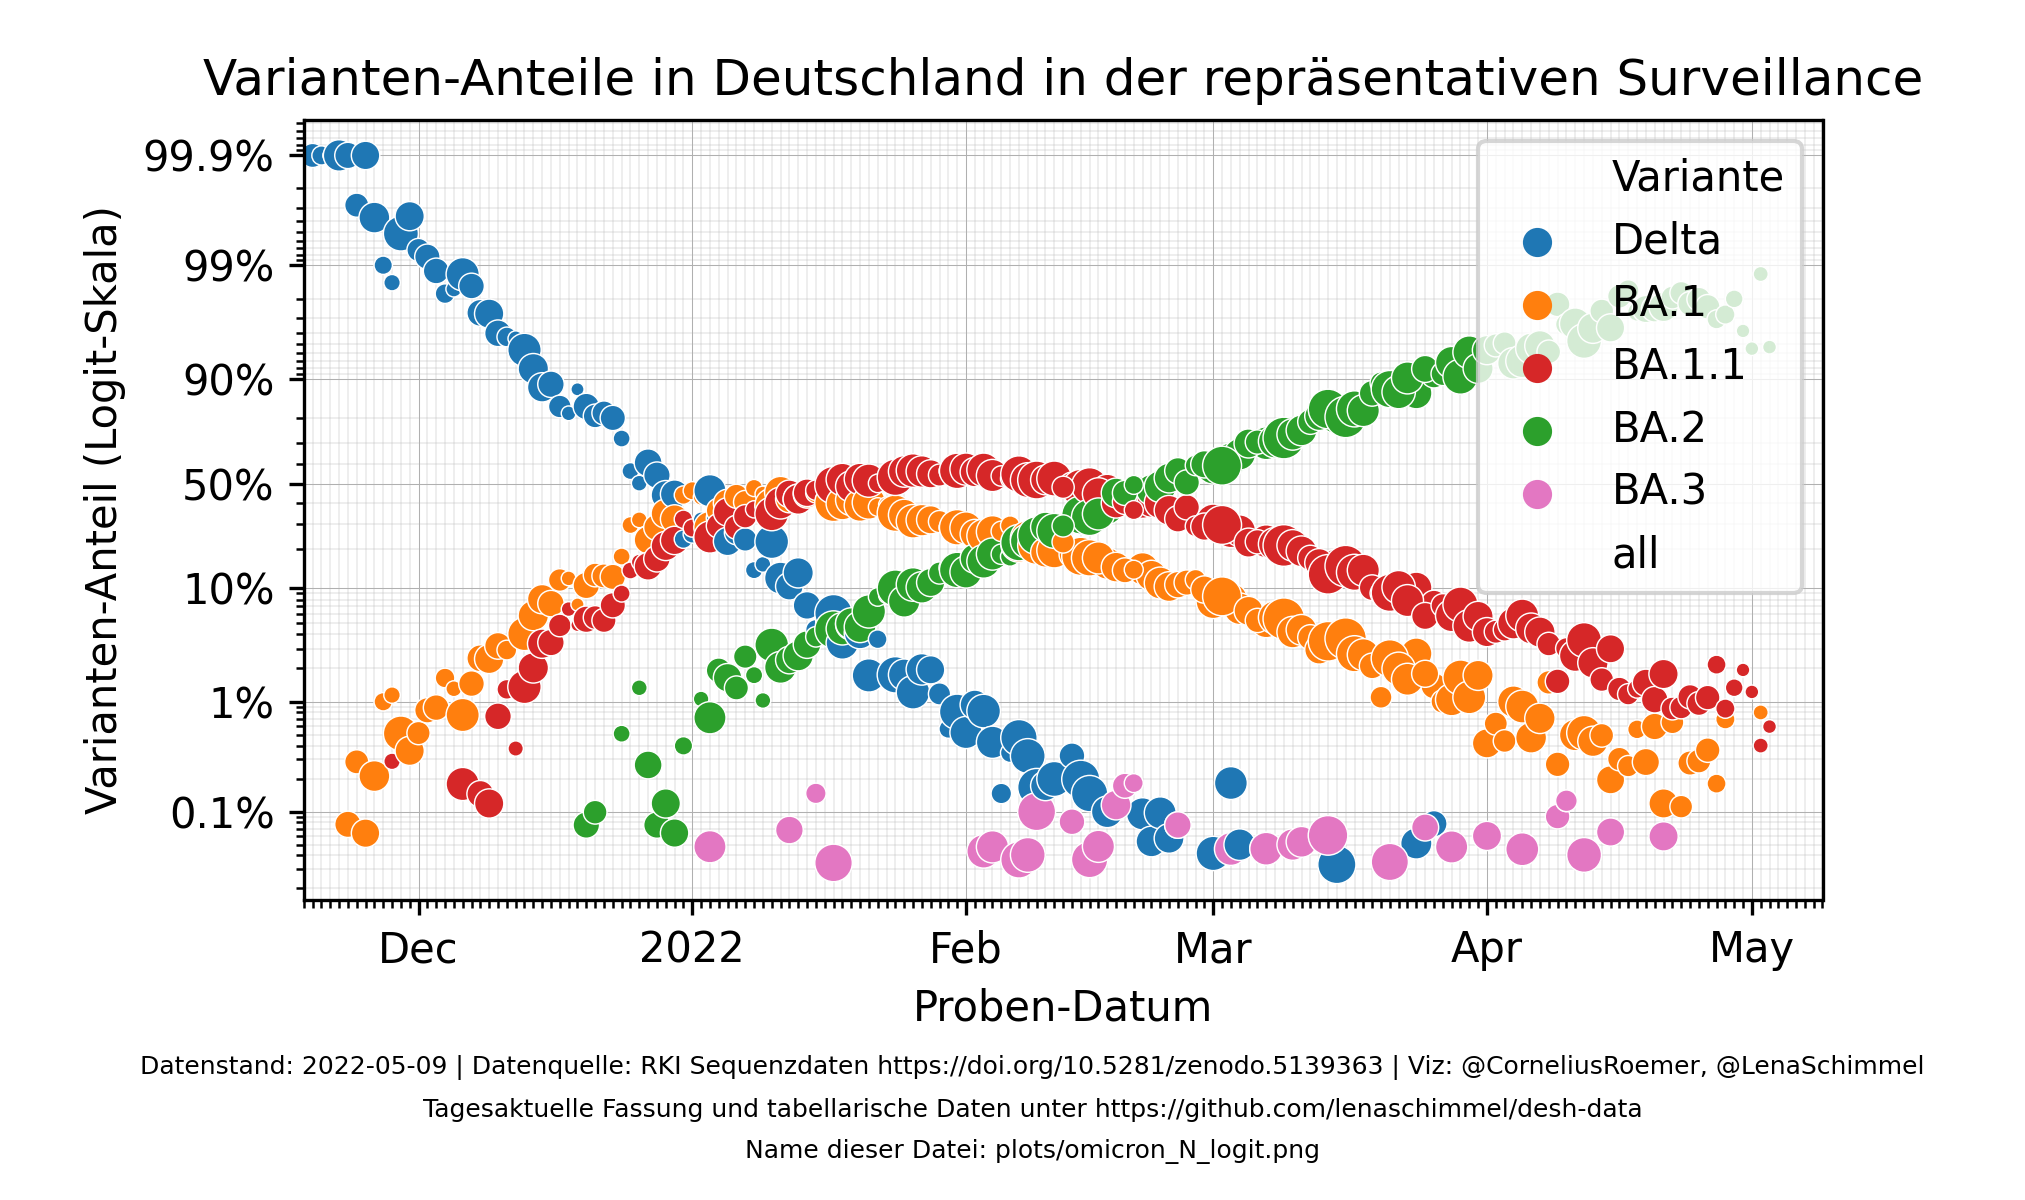 Varianten-Anteile in Deutschland in der repräsentativen Surveillance
Varianten-Anteil (Logit-Skala)
99.9%
99%
90%
50%
10%
1%
0.1%
Variante
Delta
BA.1
BA.1.1
BA.2
BA.3
all
Dec
2022
Feb
Mar
Apr
May
Proben-Datum
Datenstand: 2022-05-09 | Datenquelle: RKI Sequenzdaten https://doi.org/10.5281/zenodo.5139363 | Viz: @CorneliusRoemer, @LenaSchimmel
Tagesaktuelle Fassung und tabellarische Daten unter https://github.com/lenaschimmel/desh-data
Name dieser Datei: plots/omicron_N_logit.png